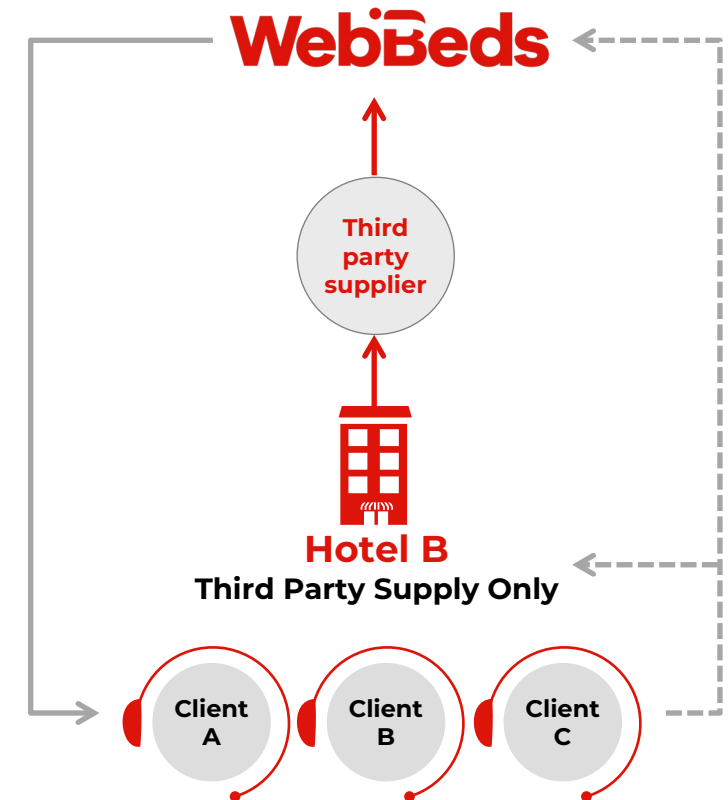 WebBeds
Third
party
supplier
Hotel B
Third Party Supply Only
Client
A
Client
B
Client
C